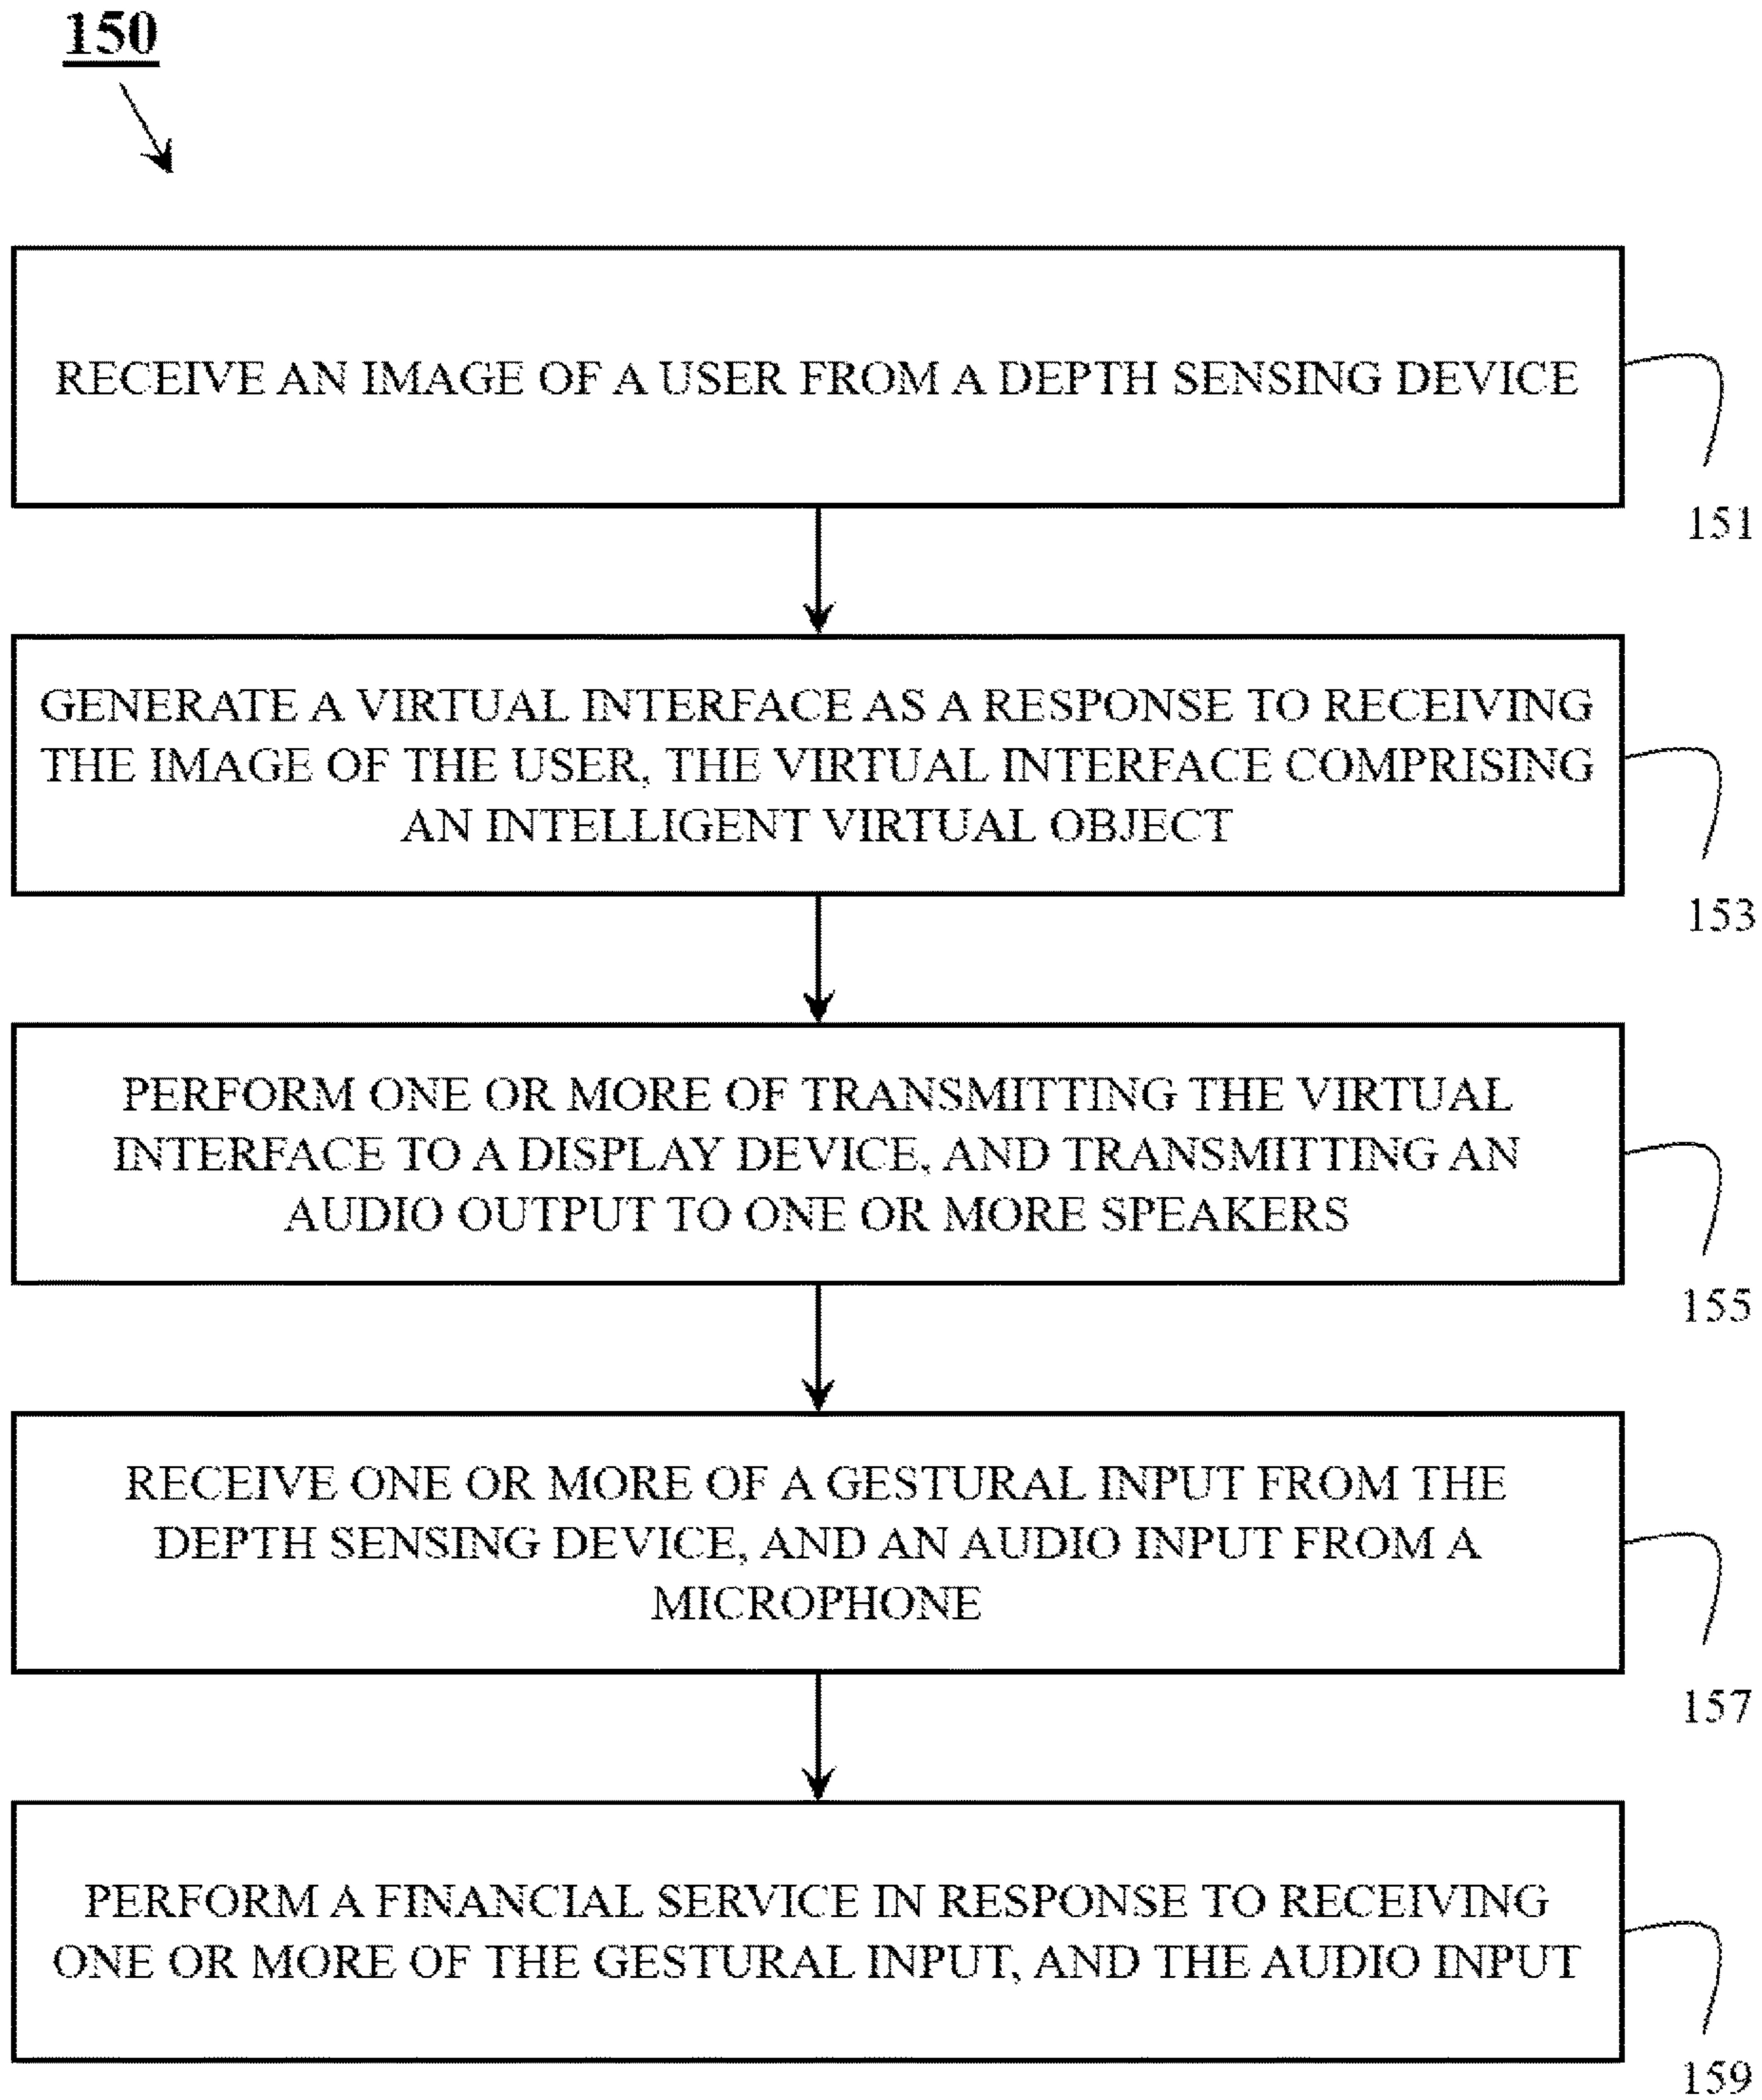 150
RECEIVE AN IMAGE OF A USER FROM A DEPTH SENSING DEVICE
151
GENERATE A VIRTUAL INTERFACE AS A RESPONSE TO RECEIVING
THE IMAGE OF THE USER, THE VIRTUAL INTERFACE COMPRISING
AN INTELLIGENT VIRTUAL OBJECT
153
PERFORM ONE OR MORE OF TRANSMITTING THE VIRTUAL
INTERFACE TO A DISPLAY DEVICE, AND TRANSMITTING AN
AUDIO OUTPUT TO ONE OR MORE SPEAKERS
155
RECEIVE ONE OR MORE OF A GESTURAL INPUT FROM THE
DEPTH SENSING DEVICE, AND AN AUDIO INPUT FROM A
MICROPHONE
157
PERFORM A FINANCIAL SERVICE IN RESPONSE TO RECEIVING
ONE OR MORE OF THE GESTURAL INPUT, AND THE AUDIO INPUT
159